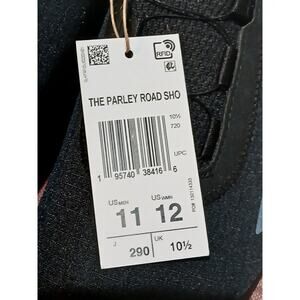 RFID
THE PARLEY ROAD SHO
10½
720
UPC
1 95740 38416 6
US MEN US WMN
11 12
J UK
290 10½